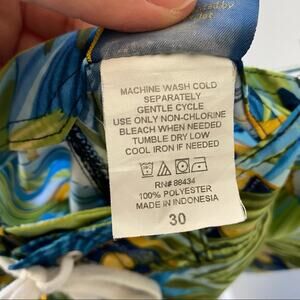 MACHINE WASH COLD
SEPARATELY
GENTLE CYCLE
USE ONLY NON-CHLORINE
BLEACH WHEN NEEDED
TUMBLE DRY LOW
COOL IRON IF NEEDED
RN# 88434
100% POLYESTER
MADE IN INDONESIA
30